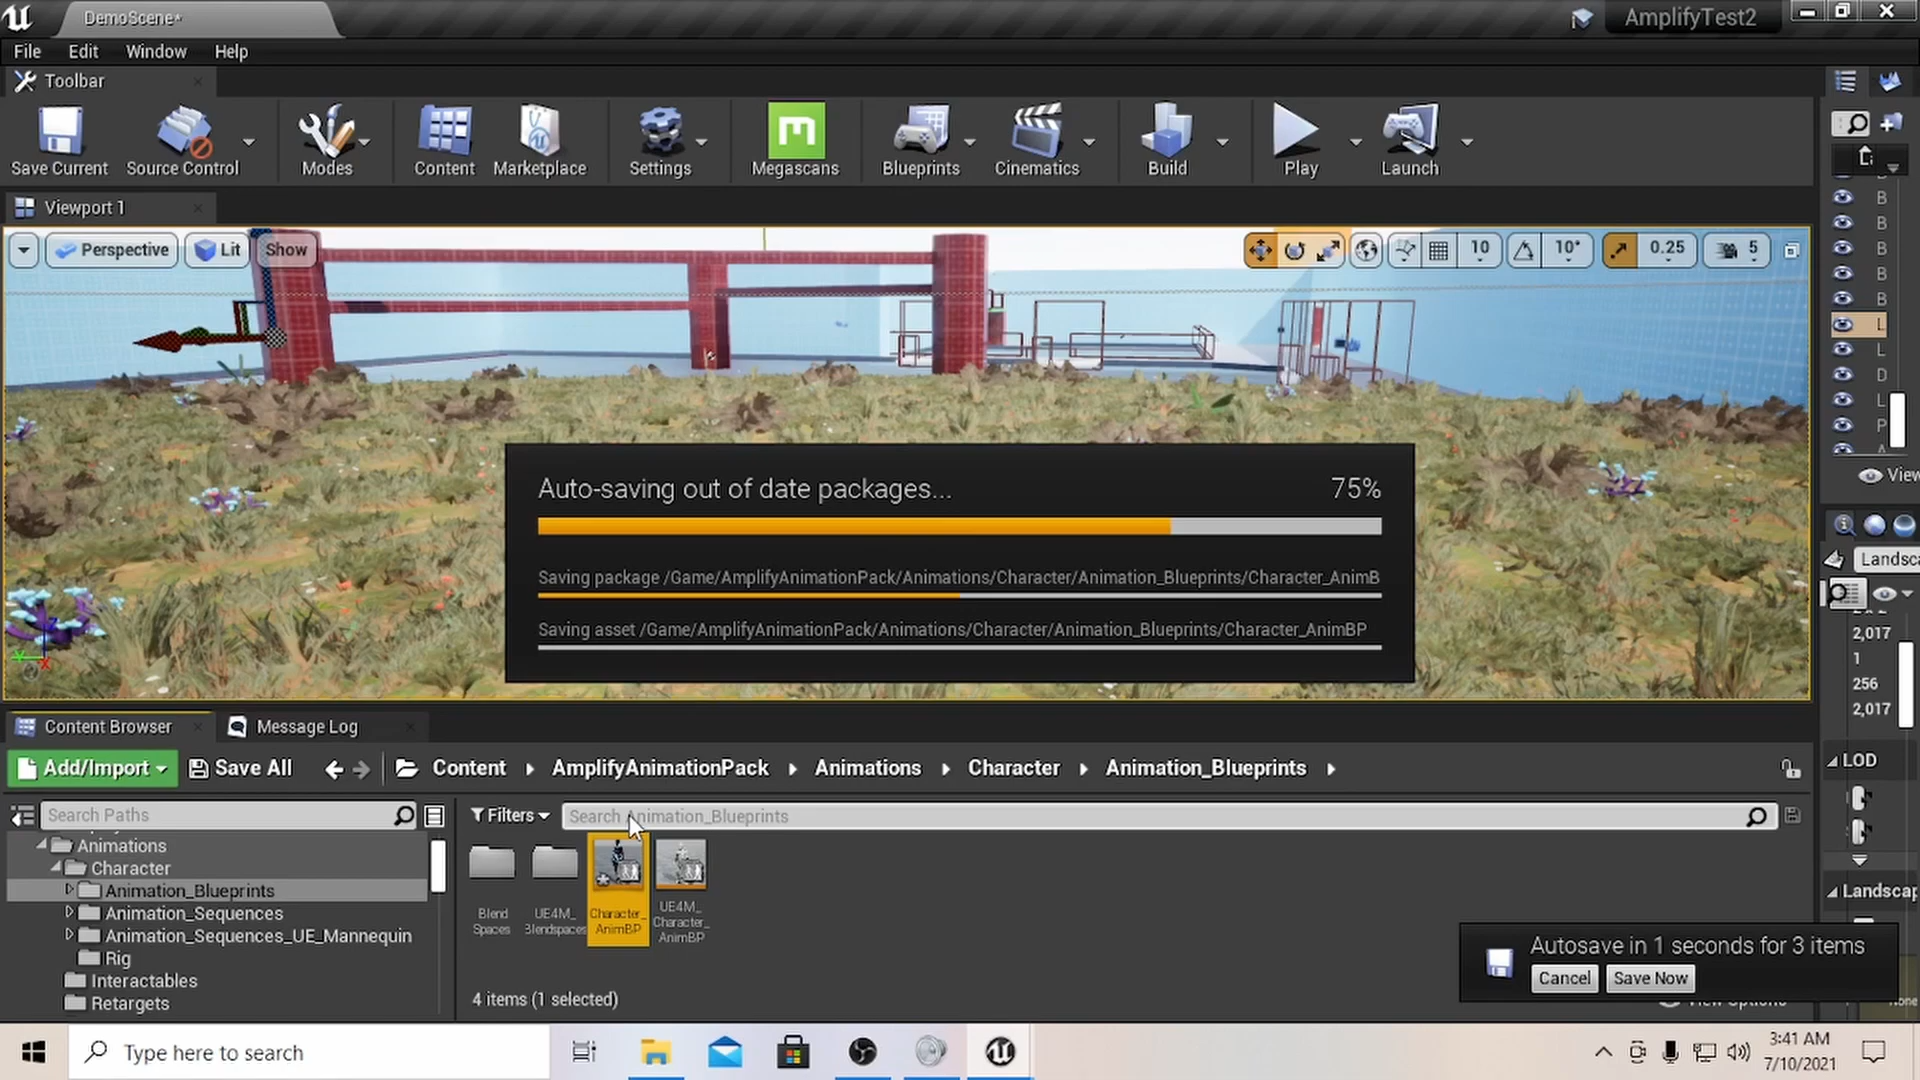 DemoScene*
AmplifyTest2
File Edit Window Help
Toolbar
Save Current Source Control Modes Content Marketplace Settings Megascans Blueprints Cinematics Build Play Launch
Viewport 1
Perspective Lit Show 10 10° 0.25 5
B
B
B
B
B
L
L
D
L
P
View
Auto-saving out of date packages... 75%
Saving package /Game/AmplifyAnimationPack/Animations/Character/Animation_Blueprints/Character_AnimB
Saving asset /Game/AmplifyAnimationPack/Animations/Character/Animation_Blueprints/Character_AnimBP
Landsca
2,017
1
256
2,017
LOD
Landscap
Content Browser Message Log
Add/Import Save All Content AmplifyAnimationPack Animations Character Animation_Blueprints
Search Paths Filters Search Animation_Blueprints
Animations
Character
Animation_Blueprints
Animation_Sequences
Animation_Sequences_UE_Mannequin
Rig
Interactables
Retargets
Blend Spaces
UE4M_ Blendspaces
Character_ AnimBP
UE4M_ Character_ AnimBP
4 items (1 selected)
Autosave in 1 seconds for 3 items
Cancel Save Now
View Options
None
Type here to search
3:41 AM
7/10/2021